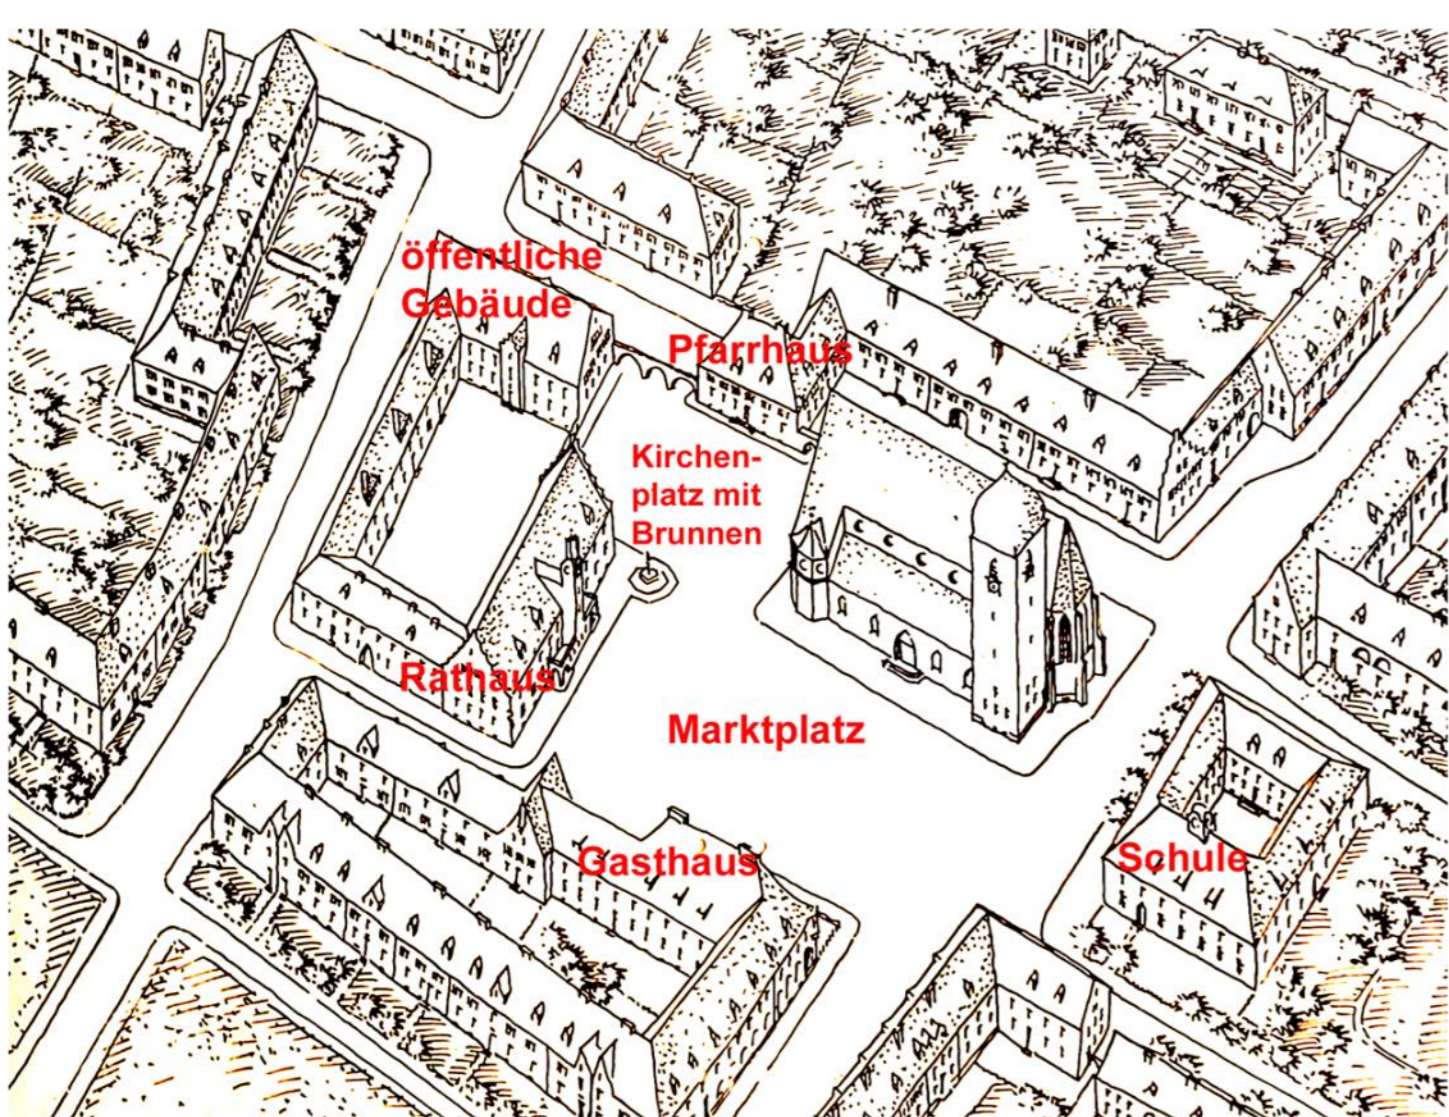 öffentliche
Gebäude
Pfarrhaus
Kirchen-
platz mit
Brunnen
Rathaus
Marktplatz
Gasthaus
Schule